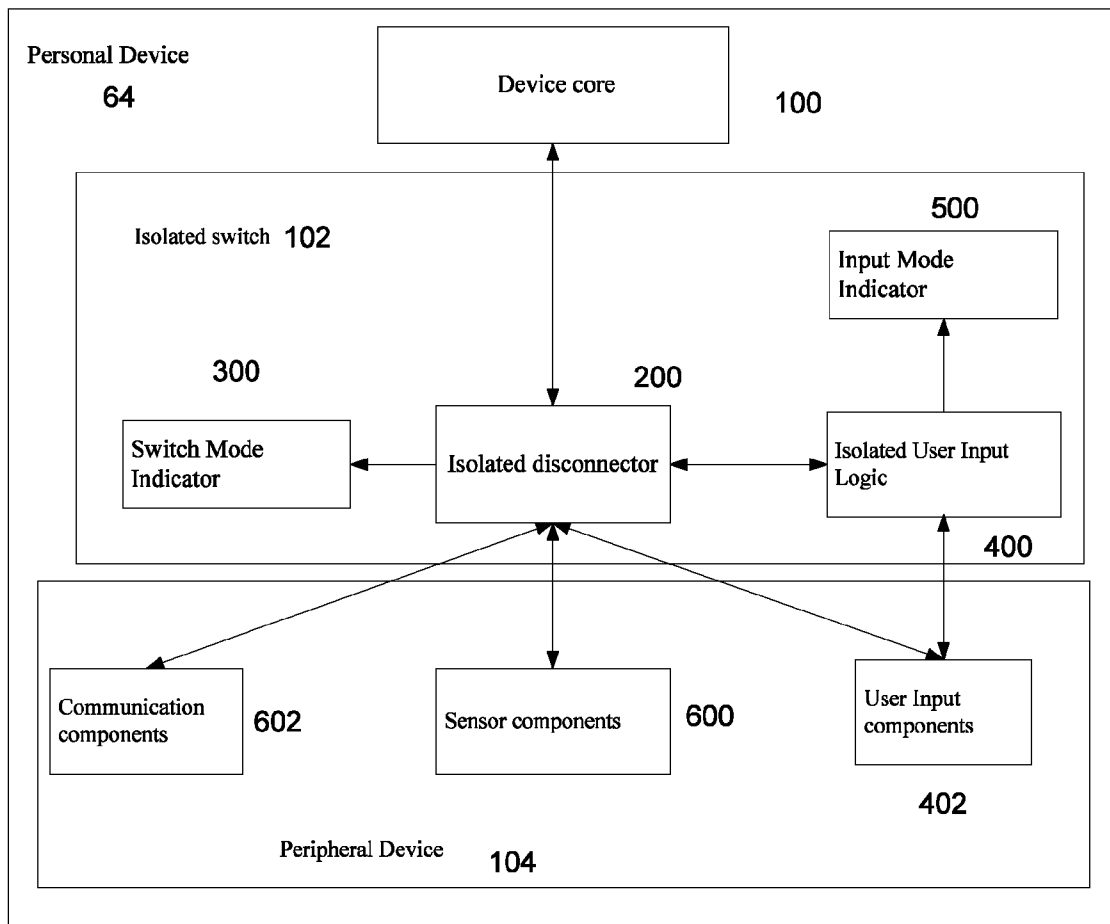 Personal Device
64
Device core
100
Isolated switch 102
500
Input Mode
Indicator
300
200
Switch Mode
Indicator
Isolated disconnector
Isolated User Input
Logic
400
Communication
components
602
Sensor components
600
User Input
components
402
Peripheral Device
104